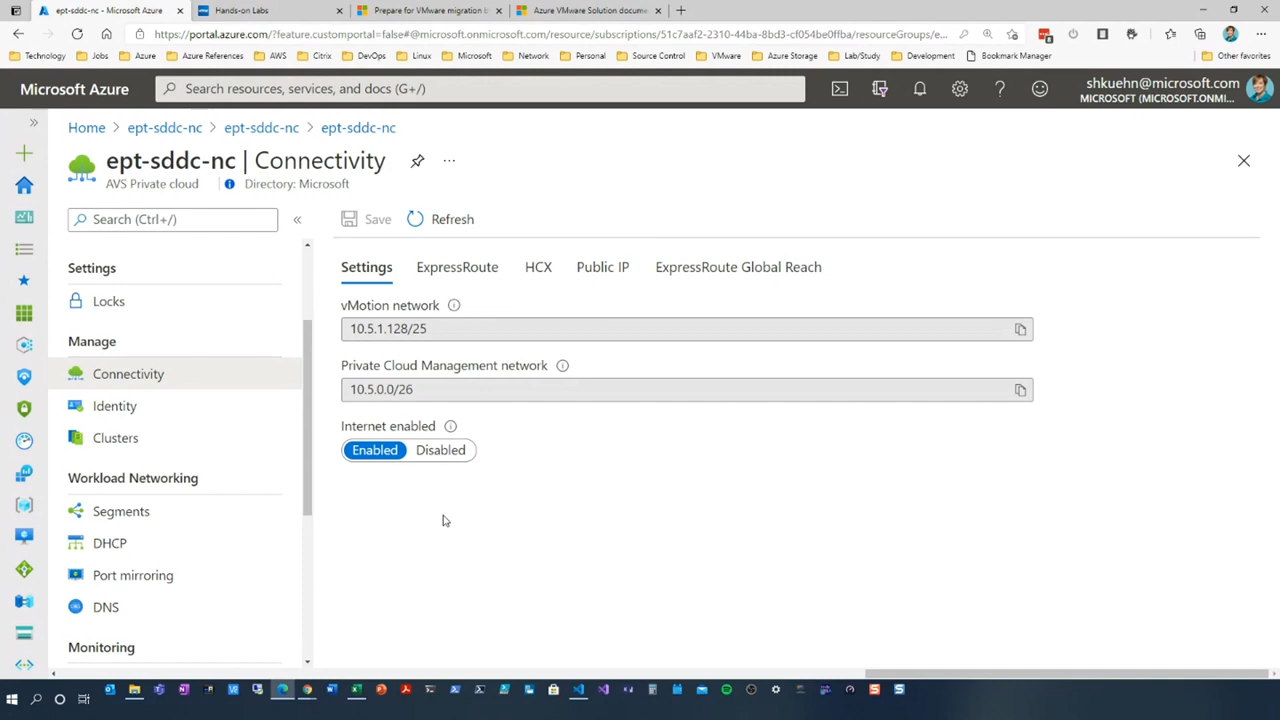 ept-sddc-nc - Microsoft Azure
Hands-on Labs
Prepare for VMware migration b
Azure VMware Solution docume
https://portal.azure.com/?feature.customportal=false#@microsoft.onmicrosoft.com/resource/subscriptions/51c7aaf2-2310-44ba-8bd3-cf054be0ffba/resourceGroups/e...
Technology
Jobs
Azure
Azure References
AWS
Citrix
DevOps
Linux
Microsoft
Network
Personal
Source Control
VMware
Azure Storage
Lab/Study
Development
Bookmark Manager
Other favorites
Microsoft Azure
Search resources, services, and docs (G+/)
shkuehn@microsoft.com
MICROSOFT (MICROSOFT.ONMI...
Home > ept-sddc-nc > ept-sddc-nc > ept-sddc-nc
ept-sddc-nc | Connectivity
AVS Private cloud
Directory: Microsoft
Search (Ctrl+/)
Save
Refresh
Settings
Locks
Manage
Connectivity
Identity
Clusters
Workload Networking
Segments
DHCP
Port mirroring
DNS
Monitoring
Settings
ExpressRoute
HCX
Public IP
ExpressRoute Global Reach
vMotion network
10.5.1.128/25
Private Cloud Management network
10.5.0.0/26
Internet enabled
Enabled
Disabled